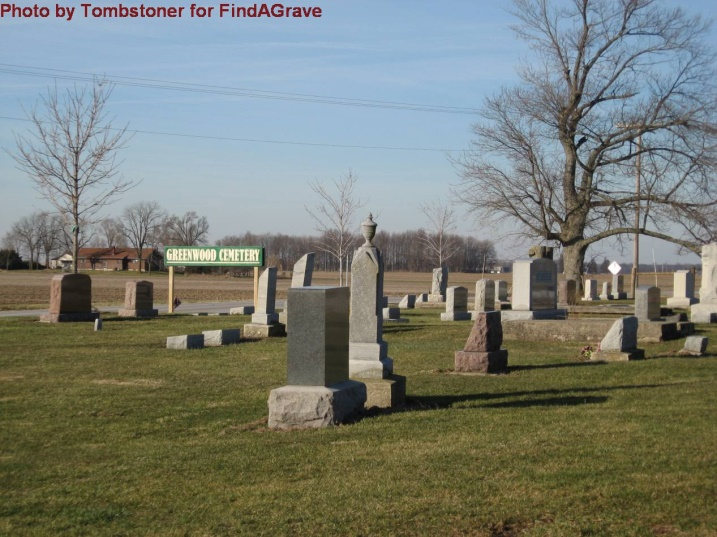 Photo by Tombstoner for FindAGrave
GREENWOOD CEMETERY